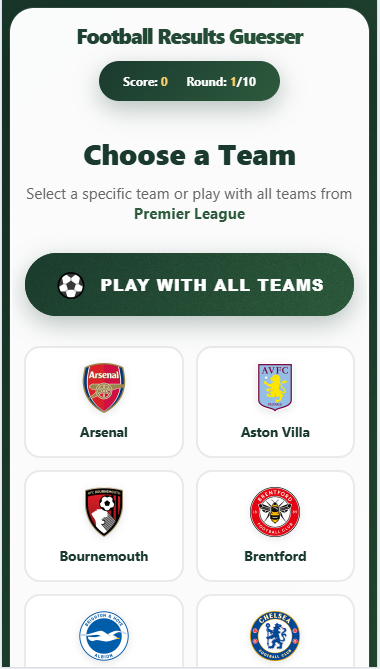 Football Results Guesser
Score: 0 Round: 1/10
Choose a Team
Select a specific team or play with all teams from
Premier League
PLAY WITH ALL TEAMS
Arsenal
AVFC
Arsenal
Aston Villa
AFC BOURNEMOUTH
BRENTFORD
FOOTBALL CLUB
Bournemouth
Brentford
BRIGHTON & HOVE
ALBION
CHELSEA
FOOTBALL CLUB